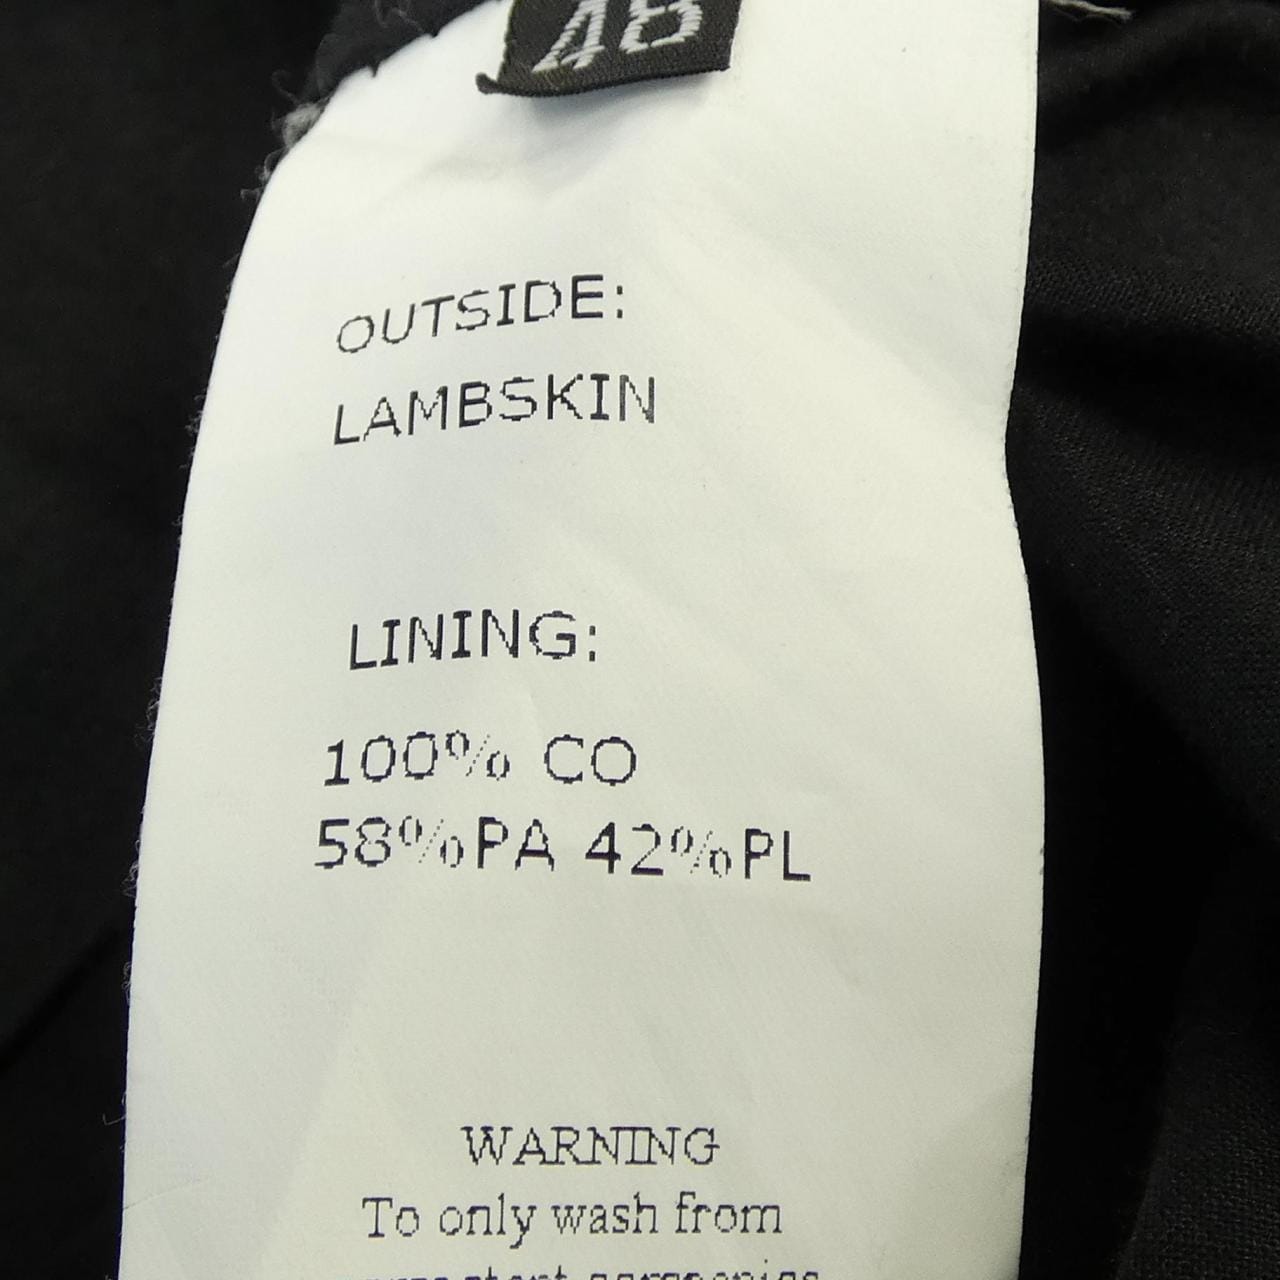 48
OUTSIDE:
LAMBSKIN
LINING:
100% CO
58%PA 42%PL
WARNING
To only wash from